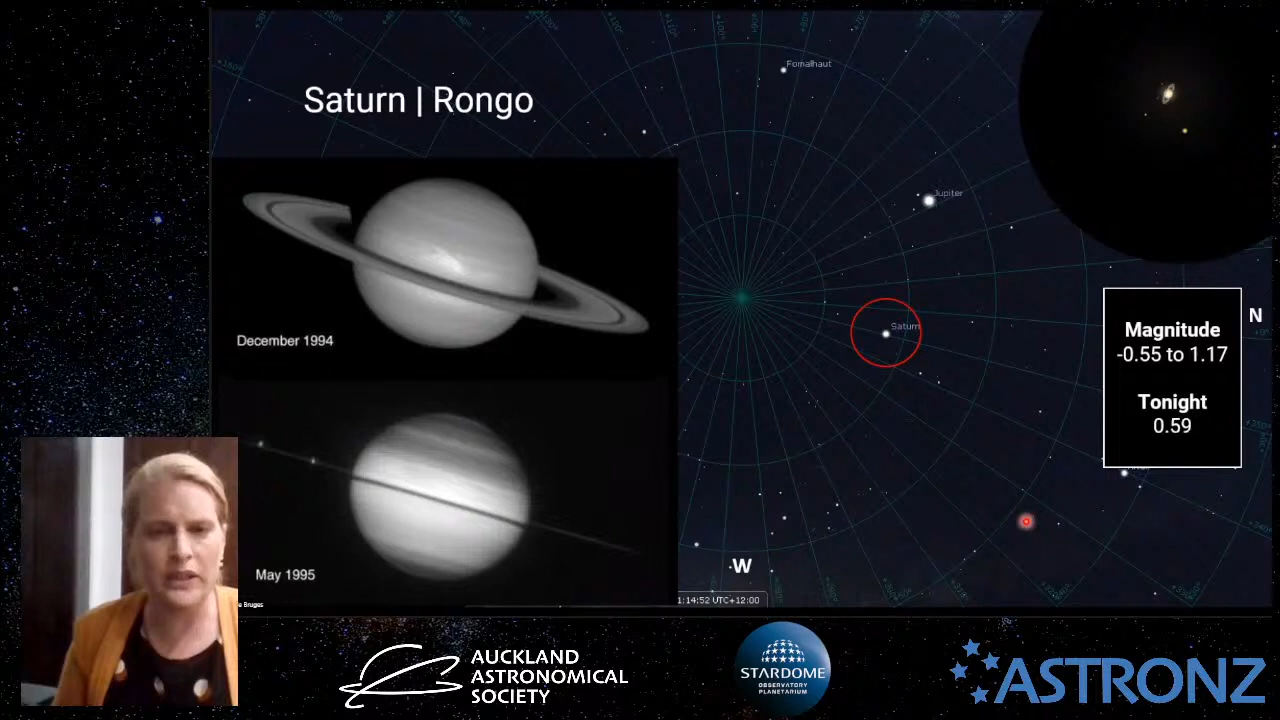 Saturn | Rongo
Fomalhaut
Jupiter
Saturn
December 1994
May 1995
Magnitude
-0.55 to 1.17
Tonight
0.59
N
W
1:14:52 UTC+12:00
e Bruges
AUCKLAND
ASTRONOMICAL
SOCIETY
STARDOME
OBSERVATORY
PLANETARIUM
ASTRONZ